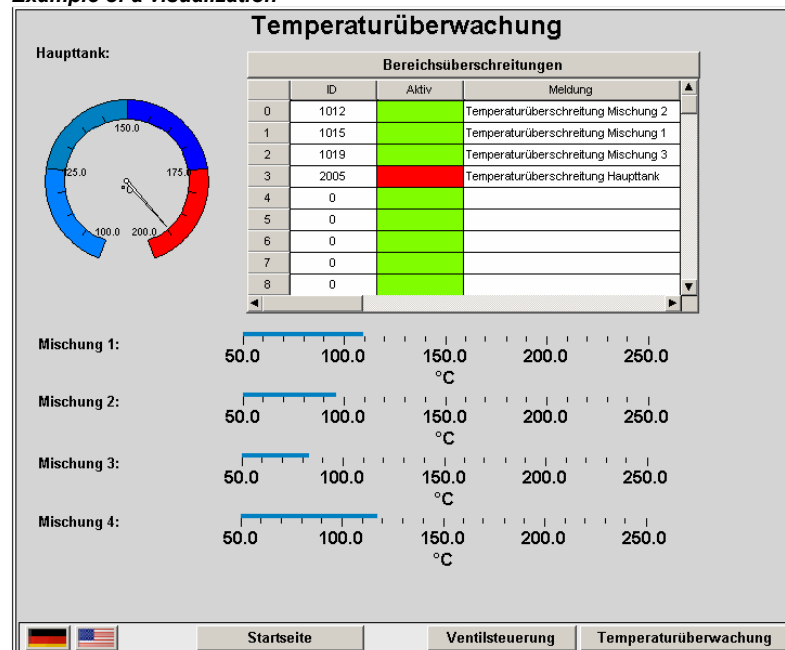 Example of a visualization
Temperaturüberwachung
Haupttank:
150.0
125.0
175.0
°C
100.0
200.0
Bereichsüberschreitungen
ID Aktiv Meldung
0 1012 Temperaturüberschreitung Mischung 2
1 1015 Temperaturüberschreitung Mischung 1
2 1019 Temperaturüberschreitung Mischung 3
3 2005 Temperaturüberschreitung Haupttank
4 0
5 0
6 0
7 0
8 0
Mischung 1:
50.0 100.0 150.0 200.0 250.0
°C
Mischung 2:
50.0 100.0 150.0 200.0 250.0
°C
Mischung 3:
50.0 100.0 150.0 200.0 250.0
°C
Mischung 4:
50.0 100.0 150.0 200.0 250.0
°C
Startseite Ventilsteuerung Temperaturüberwachung